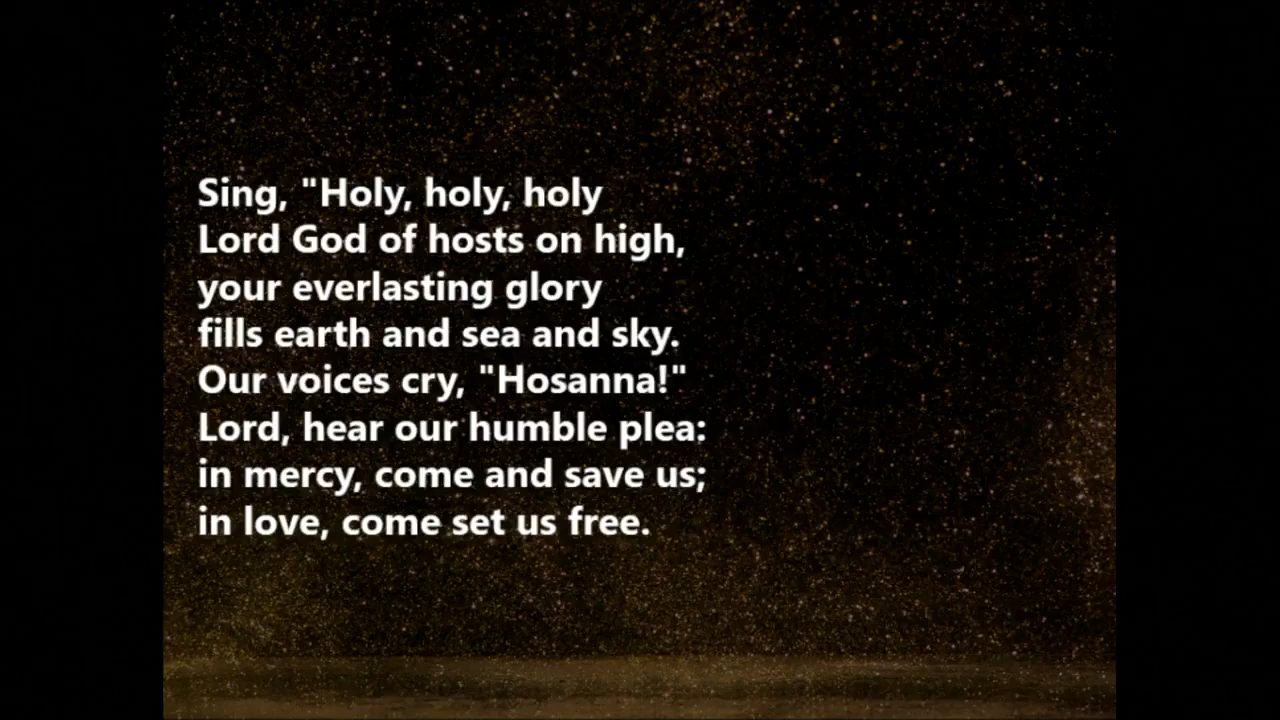 Sing, "Holy, holy, holy
Lord God of hosts on high,
your everlasting glory
fills earth and sea and sky.
Our voices cry, "Hosanna!"
Lord, hear our humble plea:
in mercy, come and save us;
in love, come set us free.